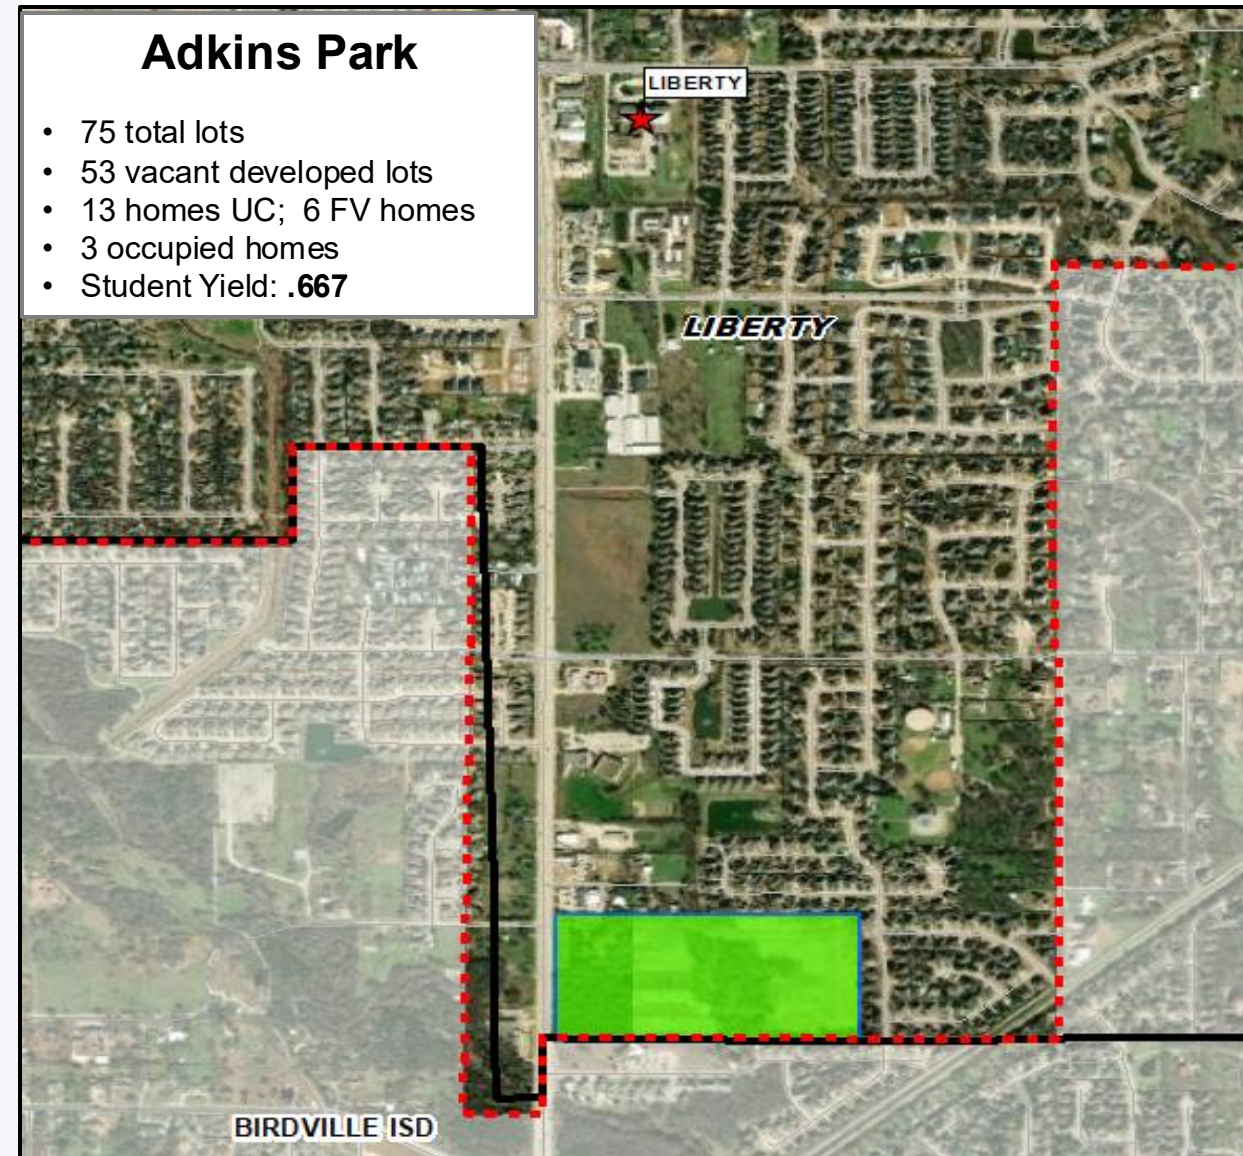 Adkins Park
• 75 total lots
• 53 vacant developed lots
• 13 homes UC; 6 FV homes
• 3 occupied homes
• Student Yield: .667
LIBERTY
LIBERTY
BIRDVILLE ISD